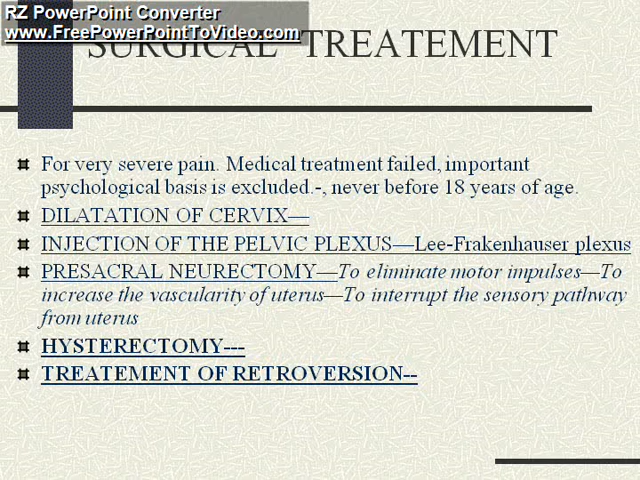 RZ PowerPoint Converter
www.FreePowerPointToVideo.com
SURGICAL TREATEMENT
For very severe pain. Medical treatment failed, important
psychological basis is excluded.-, never before 18 years of age.
DILATATION OF CERVIX—
INJECTION OF THE PELVIC PLEXUS—Lee-Frakenhauser plexus
PRESACRAL NEURECTOMY—To eliminate motor impulses—To
increase the vascularity of uterus—To interrupt the sensory pathway
from uterus
HYSTERECTOMY---
TREATEMENT OF RETROVERSION--